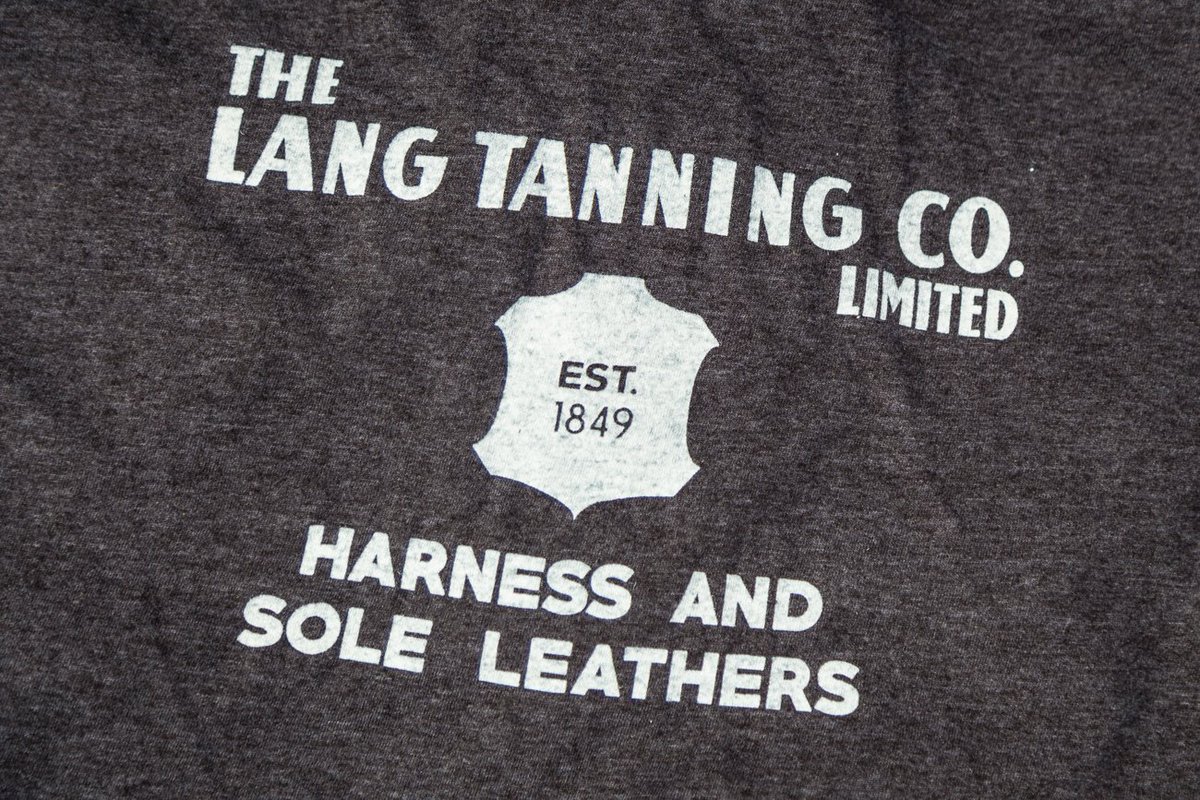 THE
LANG TANNING CO.
LIMITED
EST.
1849
HARNESS AND
SOLE LEATHERS